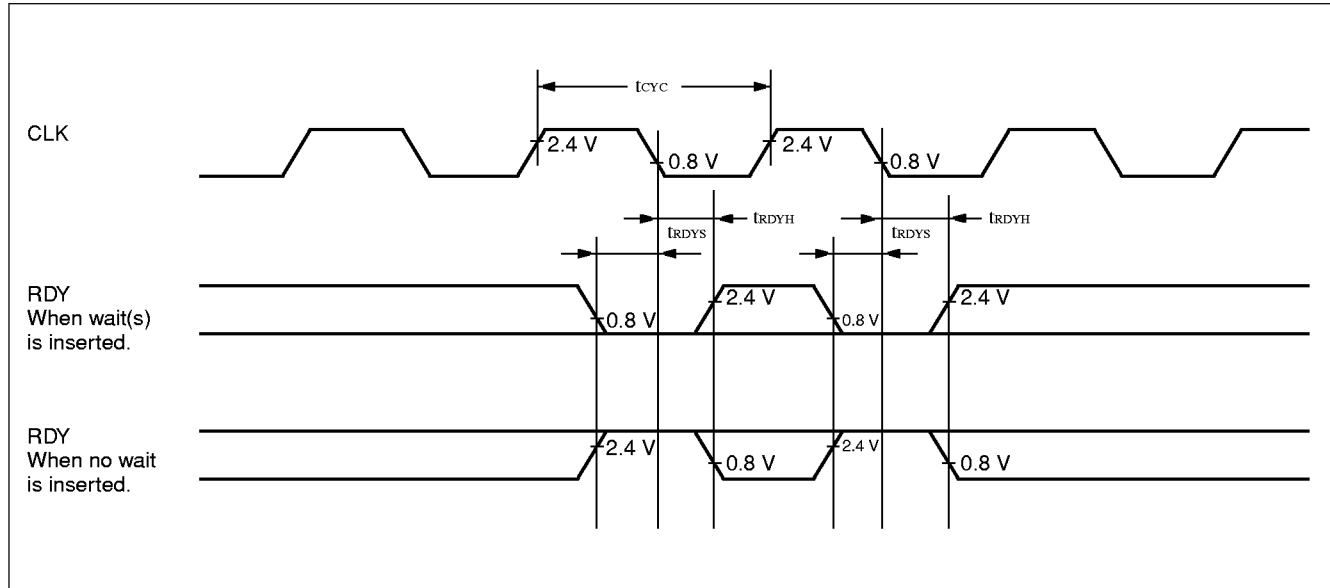 tCYC
CLK
2.4 V
0.8 V
2.4 V
0.8 V
tRDYH
tRDYH
tRDYS
tRDYS
RDY
When wait(s)
is inserted.
0.8 V
2.4 V
0.8 V
2.4 V
RDY
When no wait
is inserted.
2.4 V
0.8 V
2.4 V
0.8 V